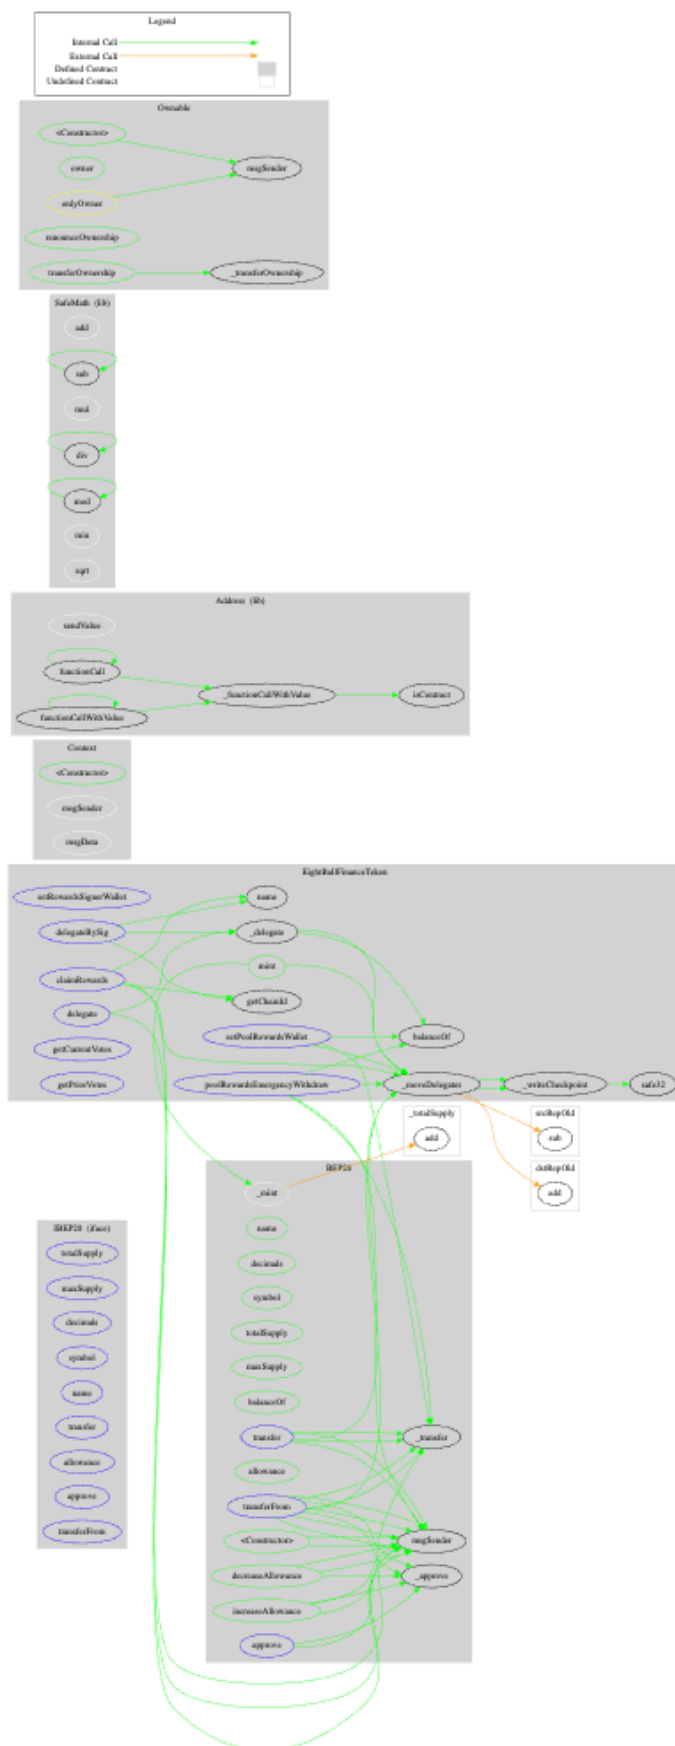 Legend
Internal Call
External Call
Defined Contract
Undefined Contract
Ownable
<Constructor>
owner
msgSender
onlyOwner
renounceOwnership
transferOwnership
_transferOwnership
SafeMath (lib)
add
sub
mul
div
mod
min
sqrt
Address (lib)
sendValue
functionCall
_functionCallWithValue
isContract
functionCallWithValue
Context
<Constructor>
msgSender
msgData
EightBallFinanceToken
setRewardsSignerWallet
name
delegateBySig
_delegate
mint
claimRewards
getChainId
delegate
setPoolRewardsWallet
balanceOf
getCurrentVotes
getPriorVotes
poolRewardsEmergencyWithdraw
_moveDelegates
_writeCheckpoint
safe32
_totalSupply
add
srcRepOld
sub
dstRepOld
add
BEP20
_mint
name
decimals
symbol
totalSupply
maxSupply
balanceOf
transfer
_transfer
allowance
transferFrom
<Constructor>
msgSender
decreaseAllowance
_approve
increaseAllowance
approve
IBEP20 (iface)
totalSupply
maxSupply
decimals
symbol
name
transfer
allowance
approve
transferFrom